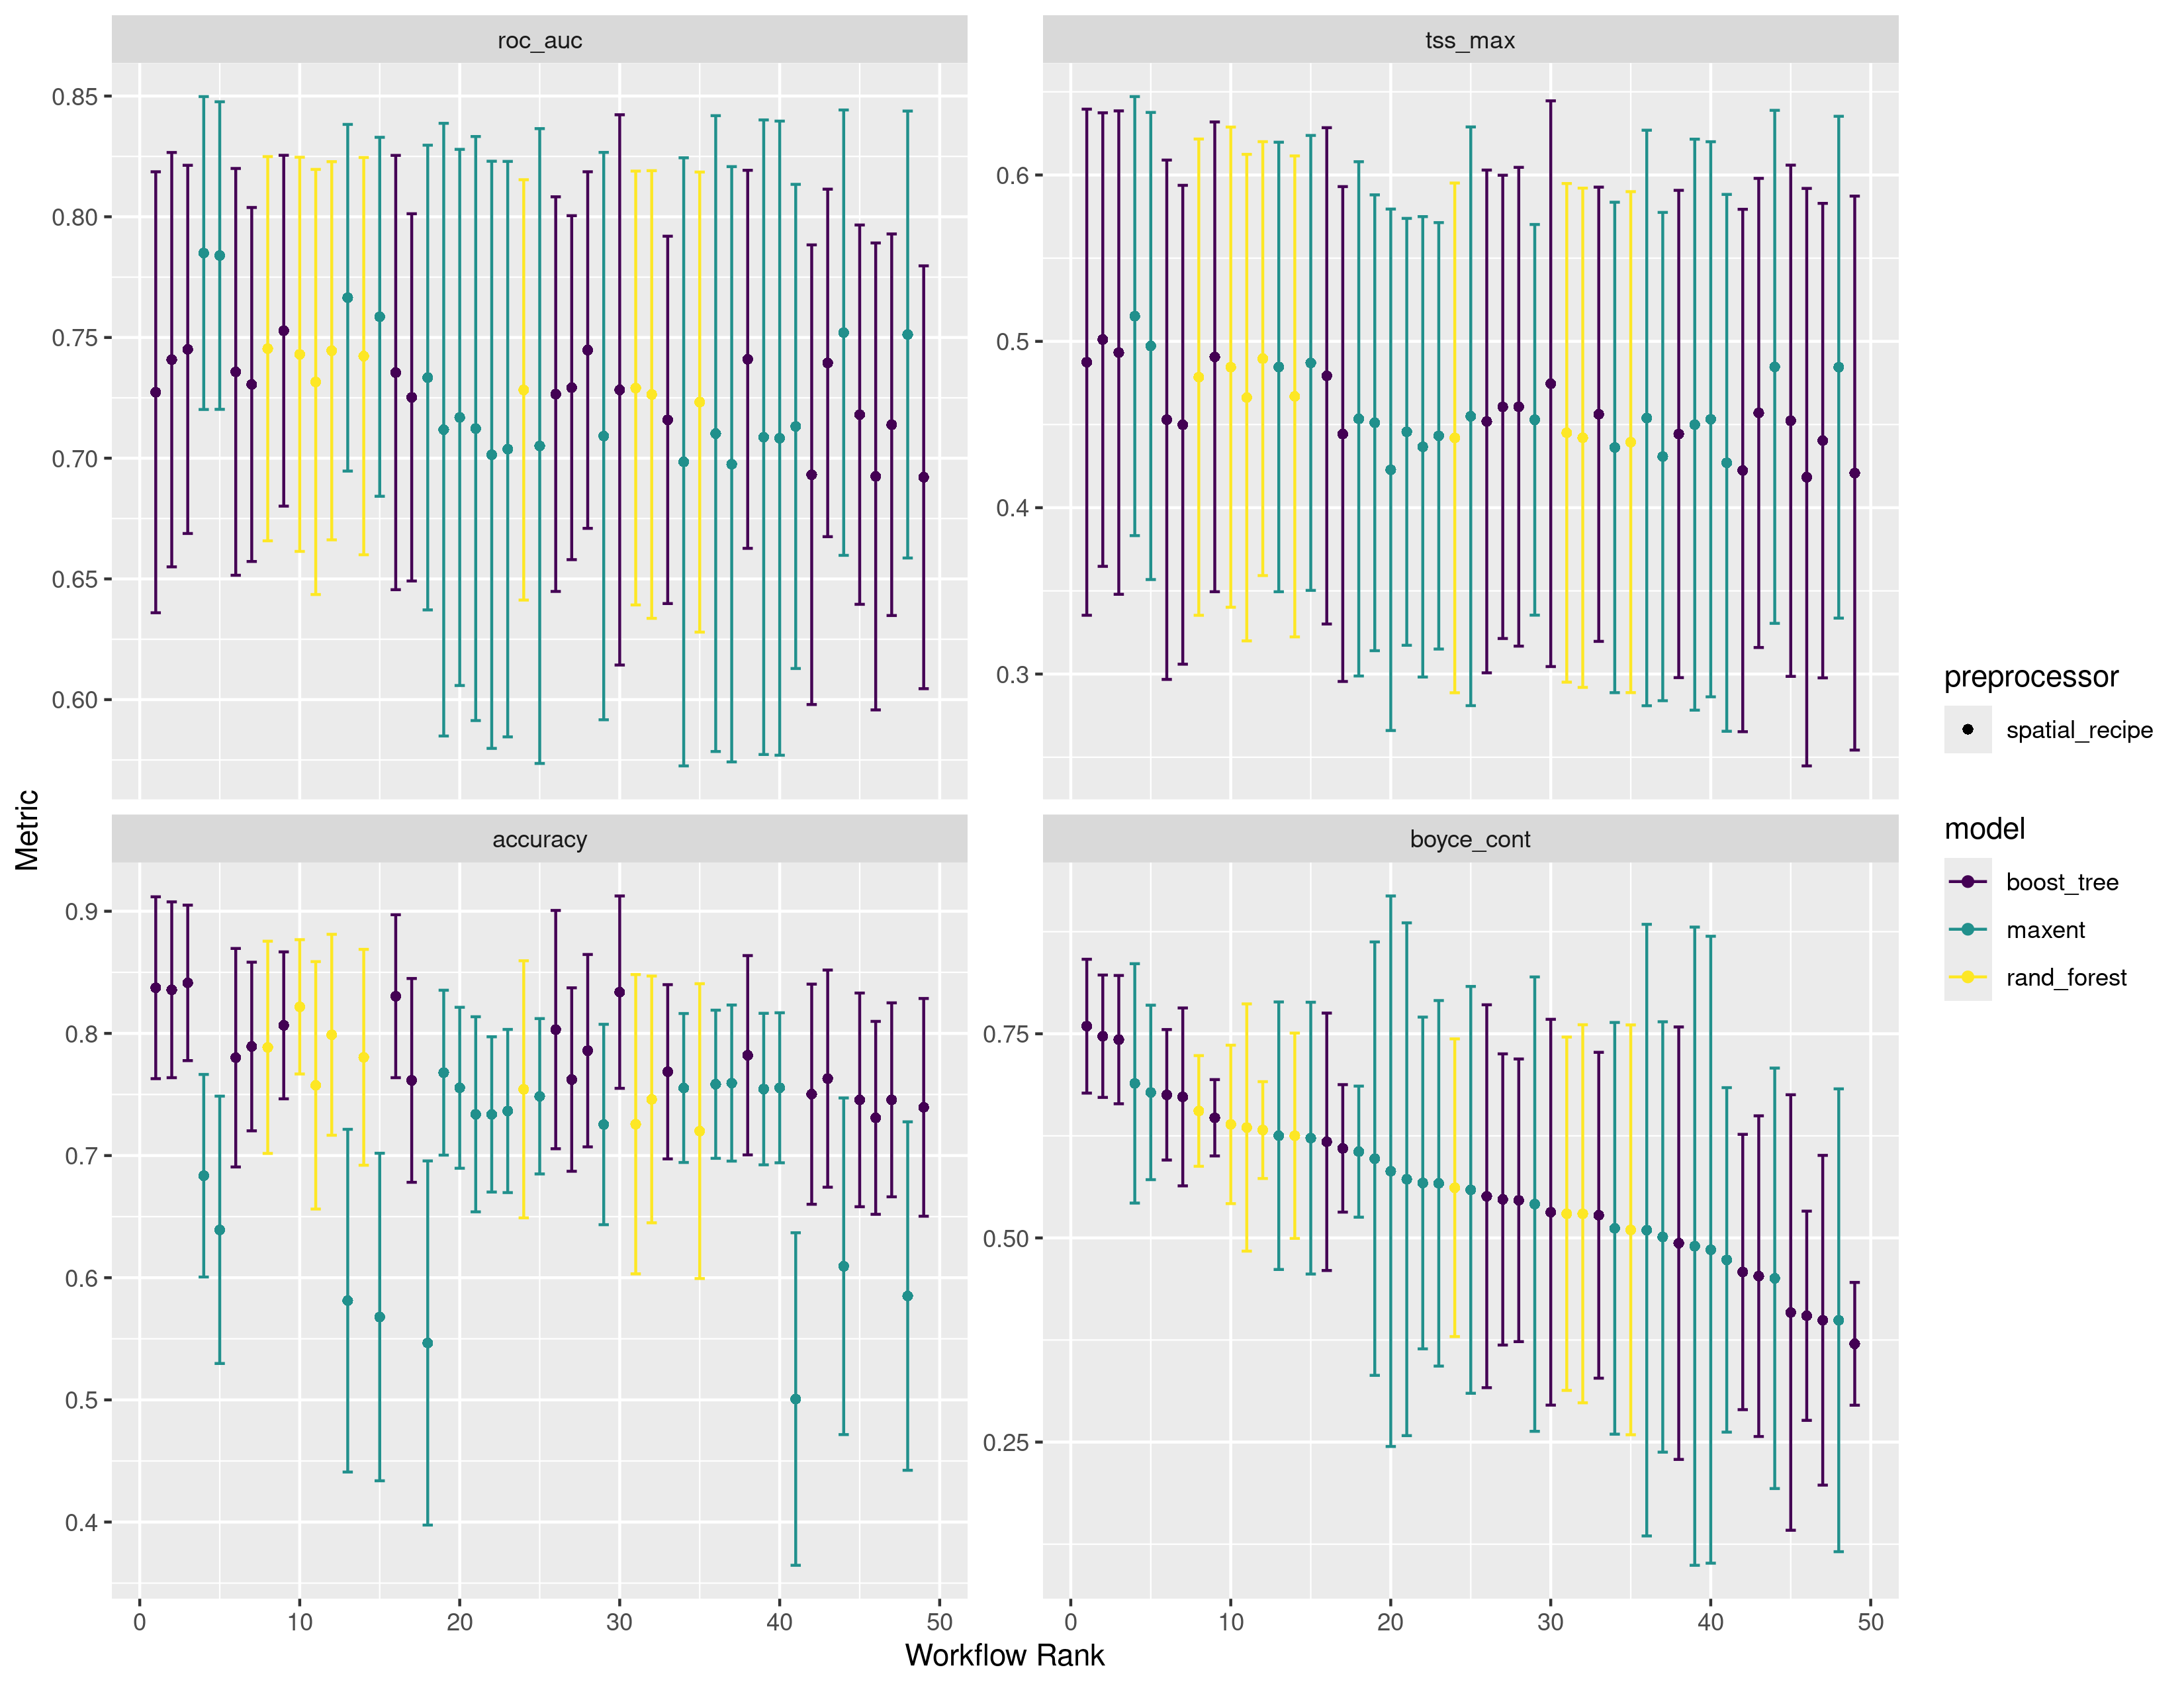 roc_auc
tss_max
0.85
0.80
0.75
0.70
0.65
0.60
0.6
0.5
0.4
0.3
accuracy
boyce_cont
0.9
0.8
0.7
0.6
0.5
0.4
0.75
0.50
0.25
0 10 20 30 40 50
0 10 20 30 40 50
Workflow Rank
Metric
preprocessor
spatial_recipe
model
boost_tree
maxent
rand_forest